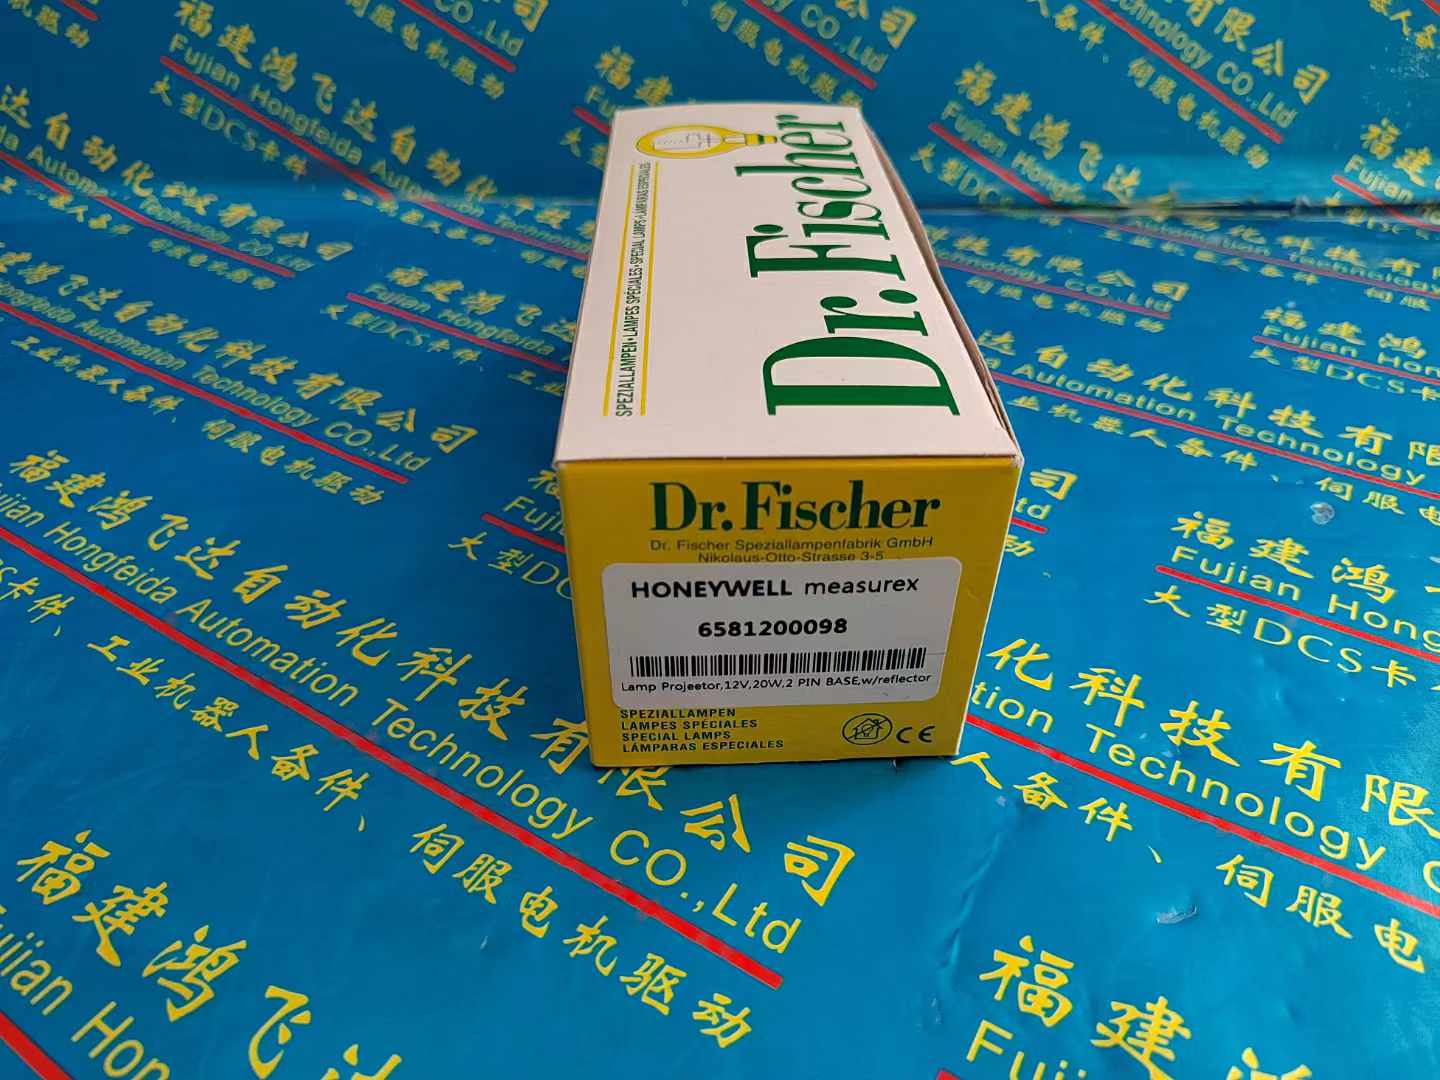 Dr. Fischer
SPEZIALLAMPEN•LAMPES SPÉCIALES•SPECIAL LAMPS•LÁMPARAS ESPECIALES
Dr. Fischer
Dr. Fischer Speziallampenfabrik GmbH
Nikolaus-Otto-Strasse 3-5
HONEYWELL measurex
6581200098
Lamp Projeetor,12V,20W,2 PIN BASE,w/reflector
SPEZIALLAMPEN
LAMPES SPÉCIALES
SPECIAL LAMPS
LÁMPARAS ESPECIALES
CE
福建鸿飞达自动化科技有限公司
Fujian Hongfeida Automation Technology CO.,Ltd
大型DCS卡件、工业机器人备件、伺服电机驱动